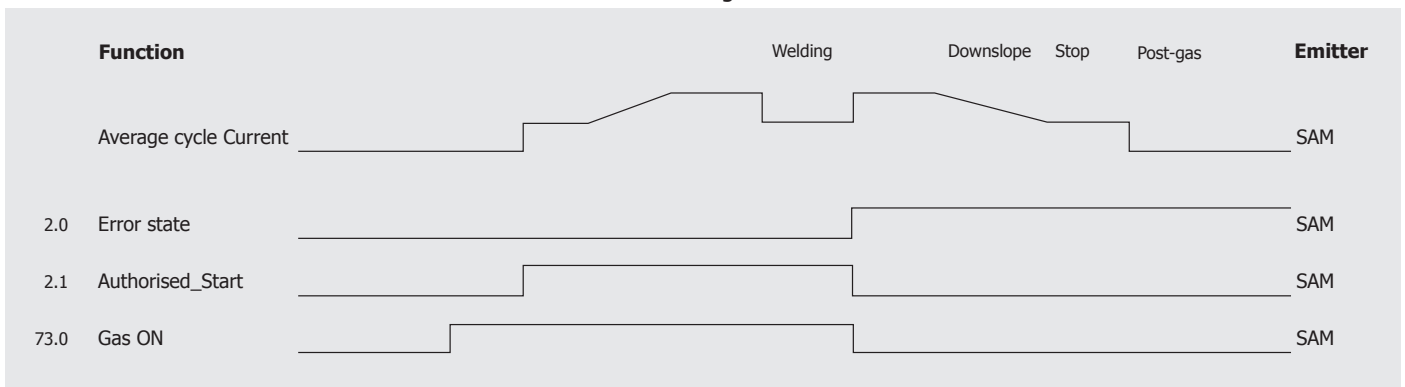 Function Welding Downslope Stop Post-gas Emitter
Average cycle Current SAM
2.0 Error state SAM
2.1 Authorised_Start SAM
73.0 Gas ON SAM